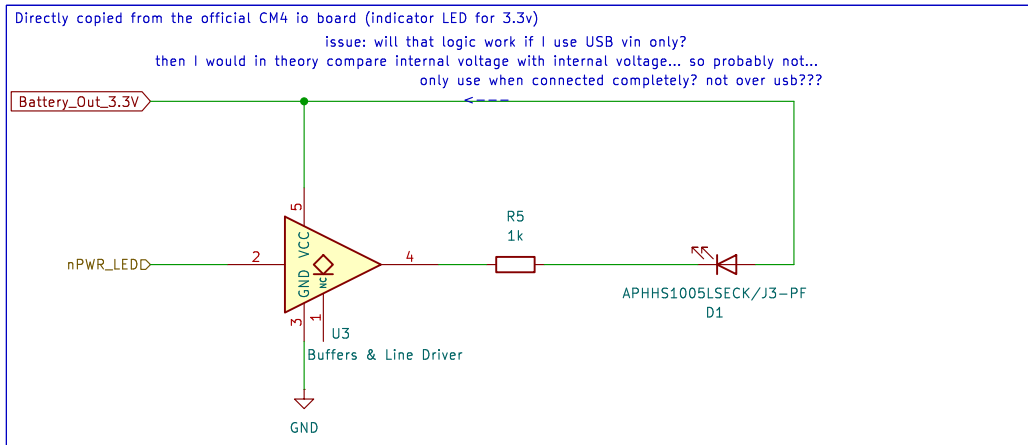 Directly copied from the official CM4 io board (indicator LED for 3.3v)
issue: will that logic work if I use USB vin only?
then I would in theory compare internal voltage with internal voltage... so probably not...
only use when connected completely? not over usb???
Battery_Out_3.3V
5
R5
1k
VCC
nPWR_LED
2
4
GND
NC
APHHS1005LSECK/J3-PF
D1
3
1
U3
Buffers & Line Driver
GND